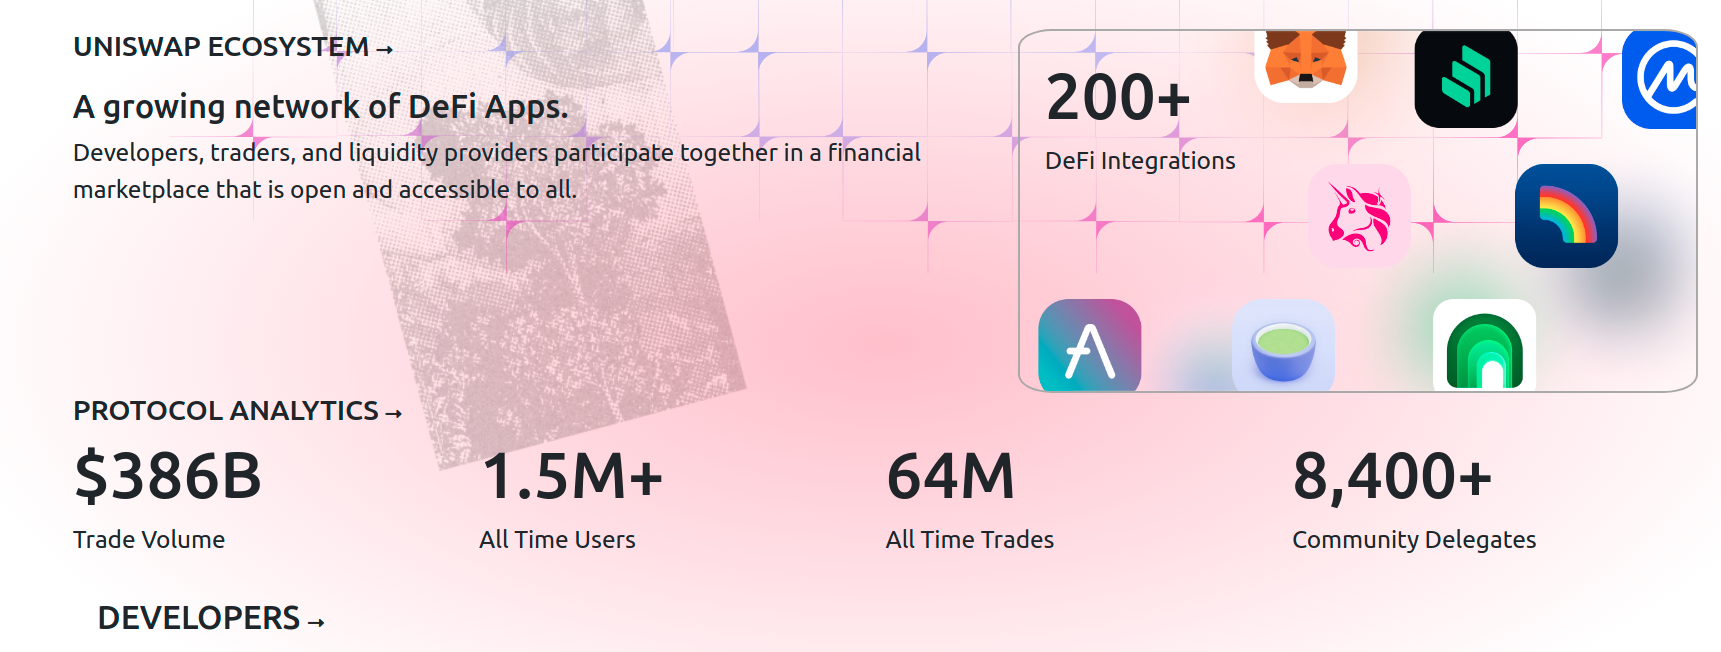 UNISWAP ECOSYSTEM →
A growing network of DeFi Apps.
Developers, traders, and liquidity providers participate together in a financial
marketplace that is open and accessible to all.
200+
DeFi Integrations
PROTOCOL ANALYTICS →
$386B
Trade Volume
1.5M+
All Time Users
64M
All Time Trades
8,400+
Community Delegates
DEVELOPERS →